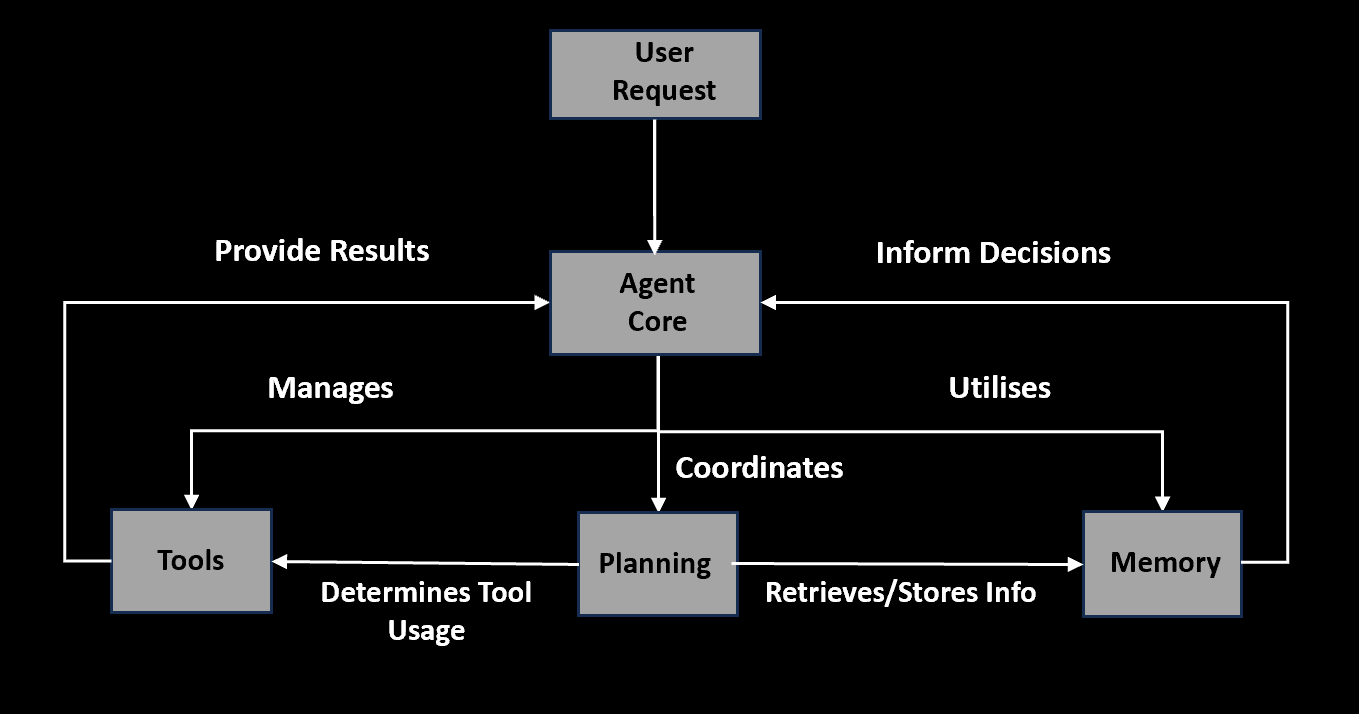 User
Request
Provide Results
Inform Decisions
Agent
Core
Manages
Utilises
Coordinates
Tools
Planning
Memory
Determines Tool
Usage
Retrieves/Stores Info